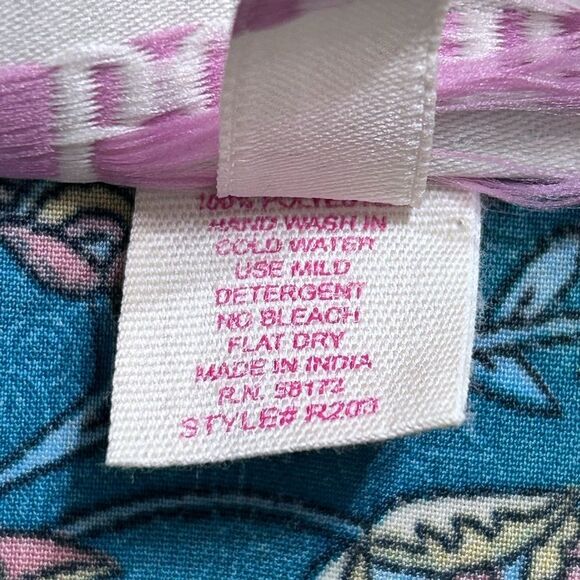 100% POLYESTER
HAND WASH IN
COLD WATER
USE MILD
DETERGENT
NO BLEACH
FLAT DRY
MADE IN INDIA
R.N. 58172
STYLE# R203